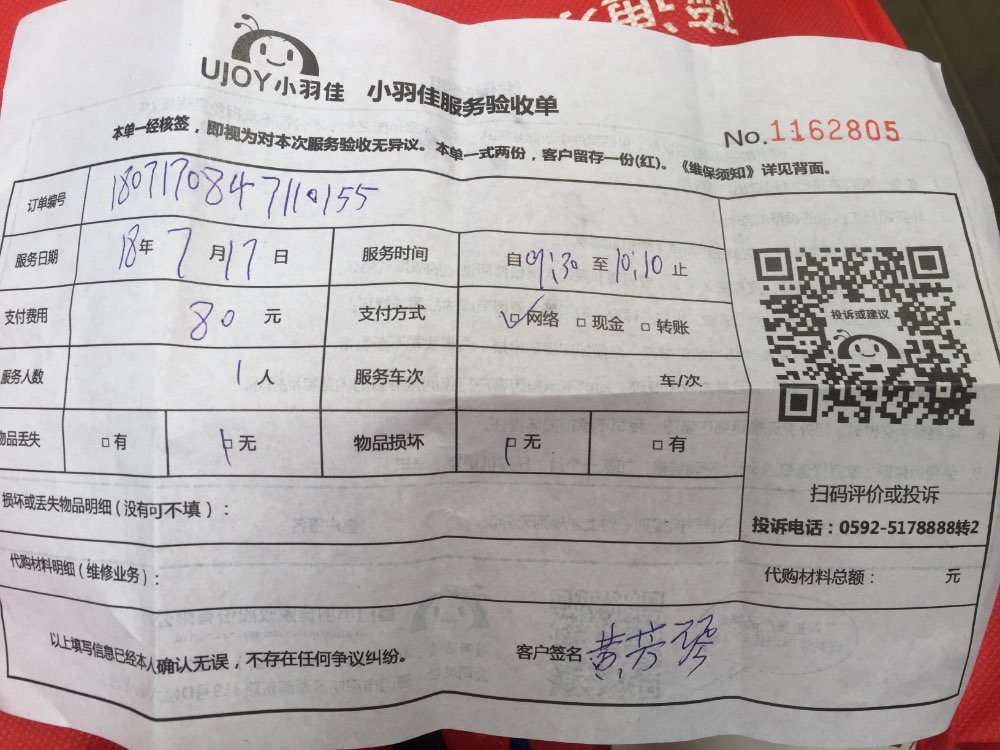 UJOY小羽佳 小羽佳服务验收单
No.1162805
本单一经核签，即视为对本次服务验收无异议。本单一式两份，客户留存一份(红)。《维保须知》详见背面。
订单编号 1807170847110155
服务日期 18年7月17日 服务时间 自09:30至10:10止
支付费用 80元 支付方式 ☑网络 □现金 □转账
服务人数 1人 服务车次 车/次
物品丢失 □有 ☑无 物品损坏 ☑无 □有
投诉或建议
扫码评价或投诉
投诉电话：0592-5178888转2
损坏或丢失物品明细（没有可不填）：
代购材料明细（维修业务）： 代购材料总额： 元
以上填写信息已经本人确认无误，不存在任何争议纠纷。 客户签名 黄芳琴